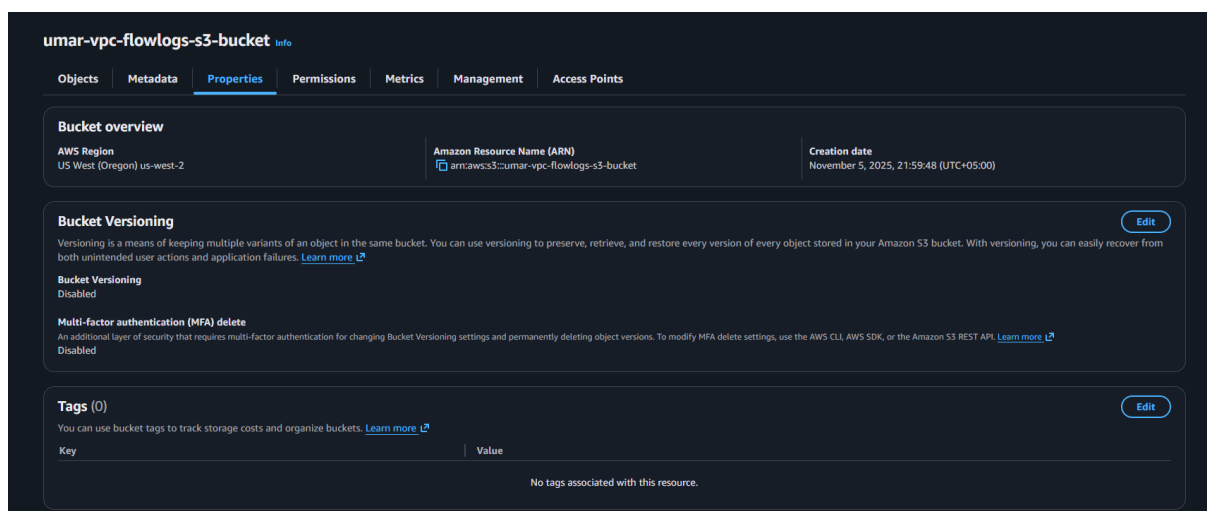 umar-vpc-flowlogs-s3-bucket Info
Objects Metadata Properties Permissions Metrics Management Access Points
Bucket overview
AWS Region Amazon Resource Name (ARN) Creation date
US West (Oregon) us-west-2 arn:aws:s3:::umar-vpc-flowlogs-s3-bucket November 5, 2025, 21:59:48 (UTC+05:00)
Bucket Versioning Edit
Versioning is a means of keeping multiple variants of an object in the same bucket. You can use versioning to preserve, retrieve, and restore every version of every object stored in your Amazon S3 bucket. With versioning, you can easily recover from
both unintended user actions and application failures. Learn more
Bucket Versioning
Disabled
Multi-factor authentication (MFA) delete
An additional layer of security that requires multi-factor authentication for changing Bucket Versioning settings and permanently deleting object versions. To modify MFA delete settings, use the AWS CLI, AWS SDK, or the Amazon S3 REST API. Learn more
Disabled
Tags (0) Edit
You can use bucket tags to track storage costs and organize buckets. Learn more
Key Value
No tags associated with this resource.